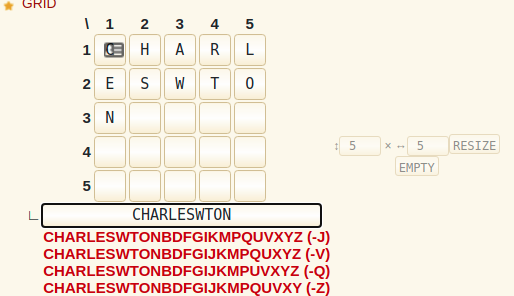 GRID
\ 1 2 3 4 5
1 C H A R L
2 E S W T O
3 N
↕ 5 × ↔ 5 RESIZE
4
EMPTY
5
CHARLESWTON
CHARLESWTONBDFGIKMPQUVXYZ (-J)
CHARLESWTONBDFGIJKMPQUXYZ (-V)
CHARLESWTONBDFGIJKMPUVXYZ (-Q)
CHARLESWTONBDFGIJKMPQUVXY (-Z)